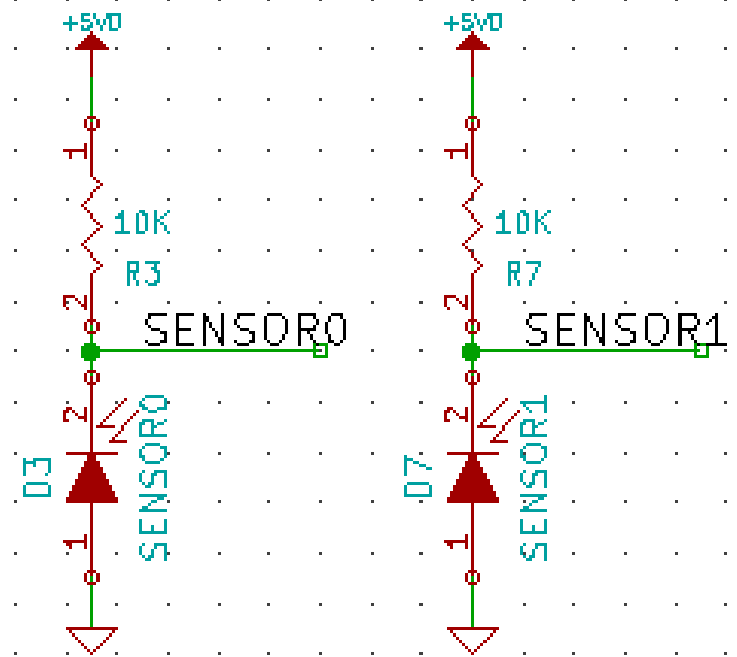 +5VD
+5VD
1
1
10K
10K
R3
R7
2
2
SENSOR0
SENSOR1
2
2
D3
SENSOR0
D7
SENSOR1
1
1